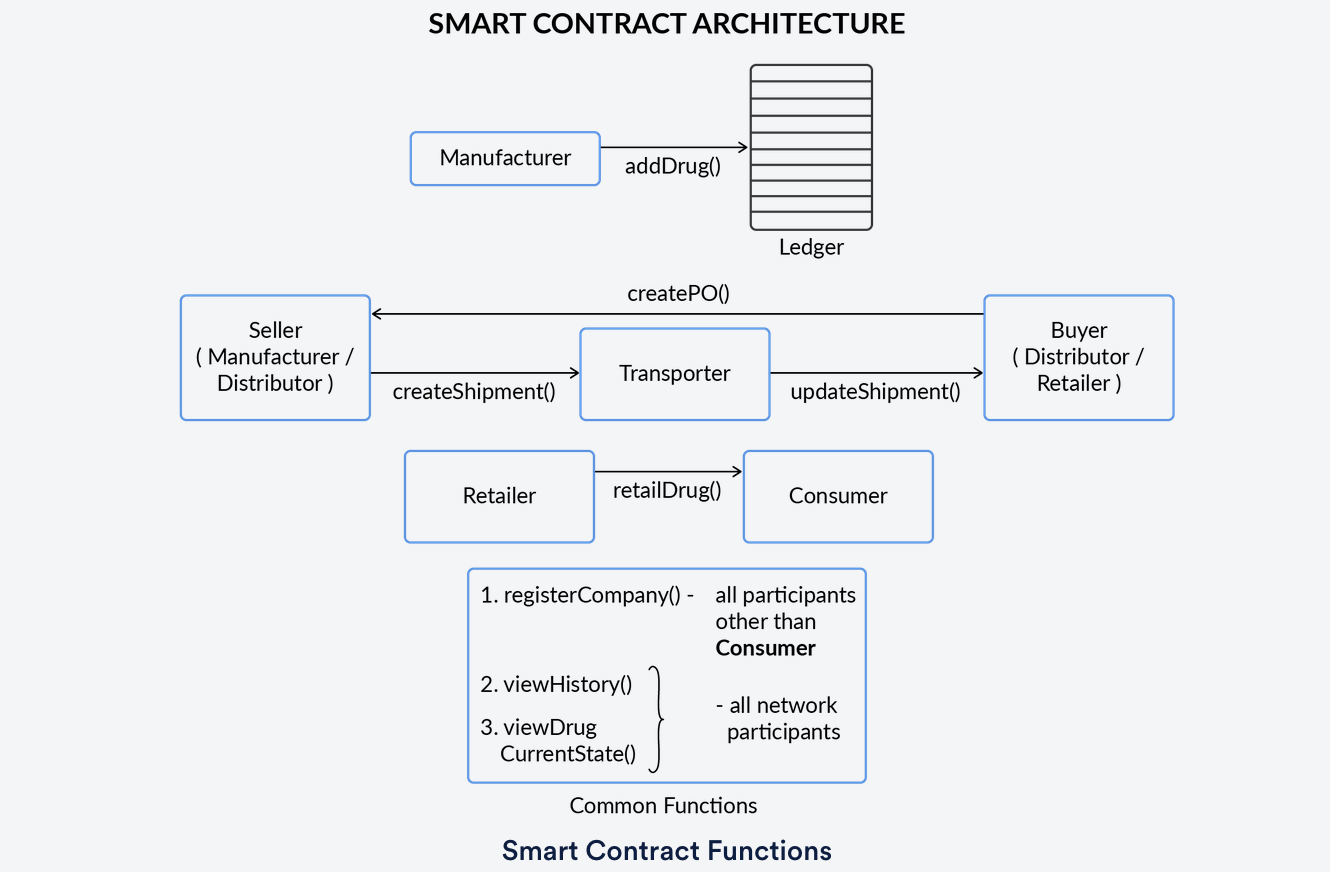 SMART CONTRACT ARCHITECTURE
Manufacturer
addDrug()
Ledger
createPO()
Seller
( Manufacturer /
Distributor )
createShipment()
Transporter
updateShipment()
Buyer
( Distributor /
Retailer )
Retailer
retailDrug()
Consumer
1. registerCompany() - all participants
other than
Consumer
2. viewHistory()
3. viewDrug
CurrentState()
- all network
participants
Common Functions
Smart Contract Functions